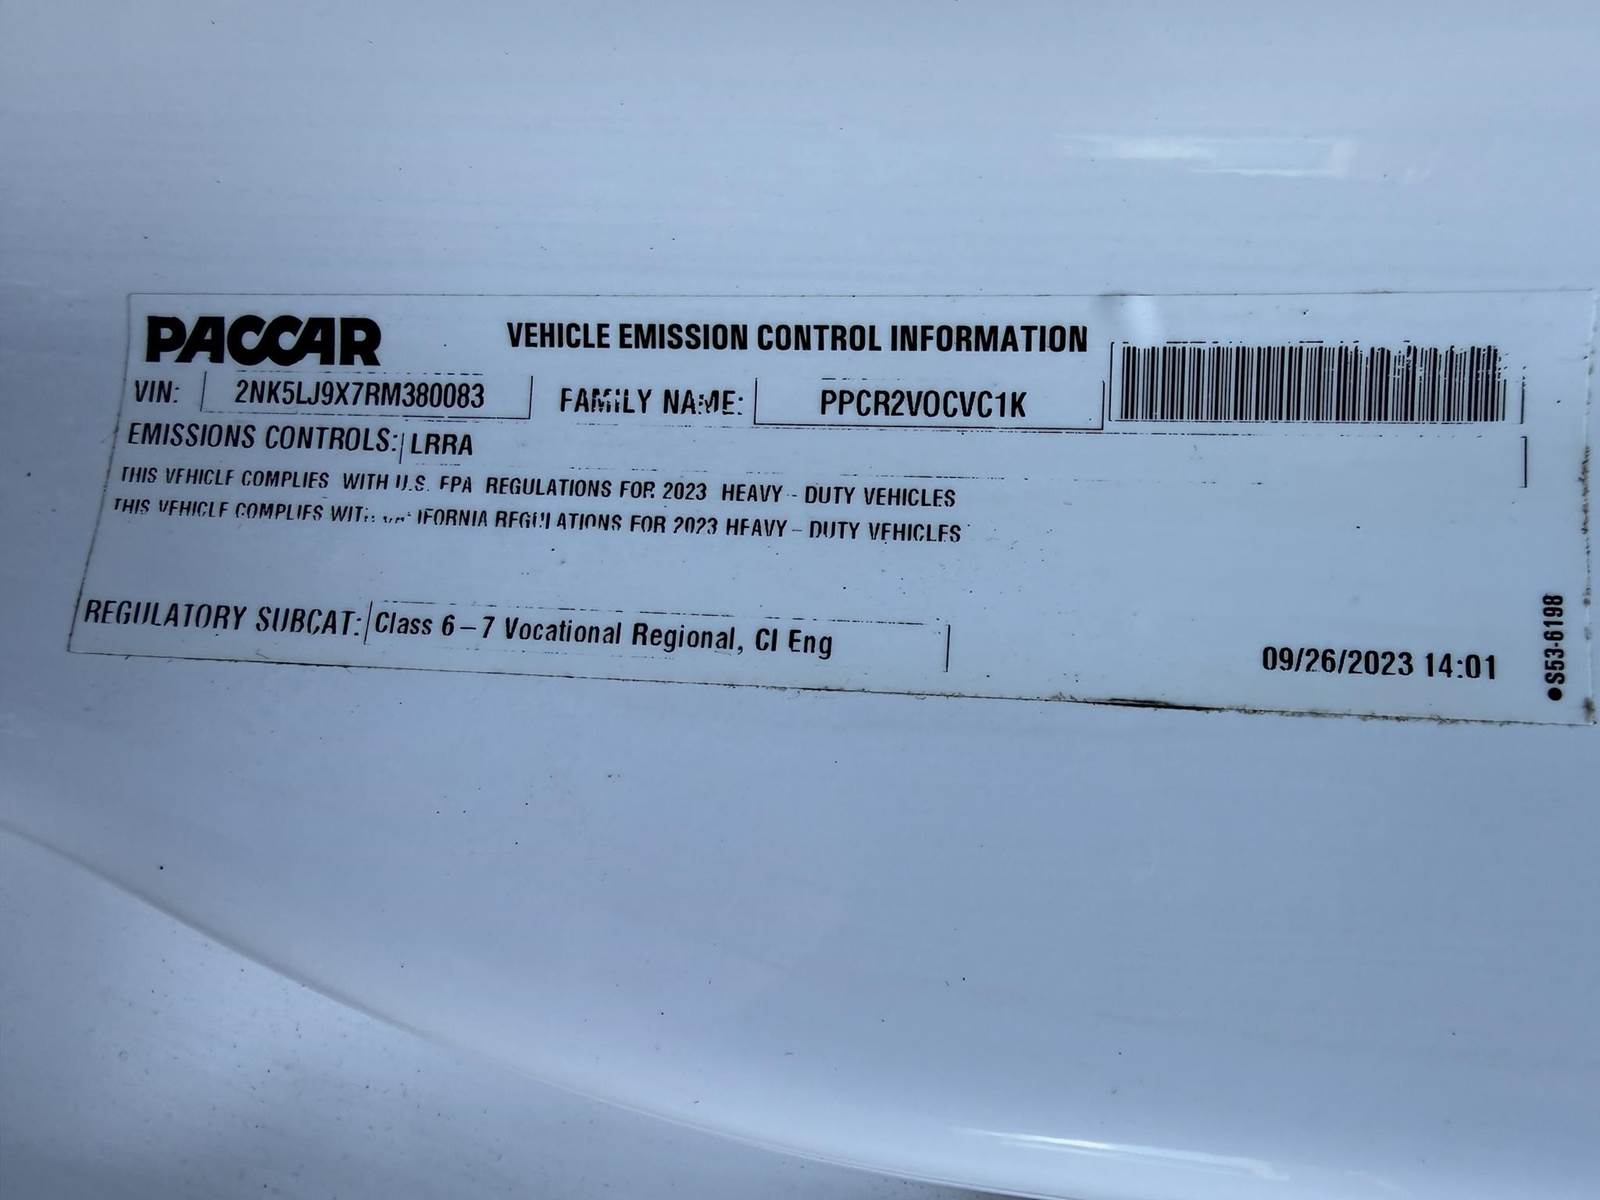 PACCAR VEHICLE EMISSION CONTROL INFORMATION
VIN: 2NK5LJ9X7RM380083 FAMILY NAME: PPCR2VOCVC1K
EMISSIONS CONTROLS: LRRA
THIS VEHICLE COMPLIES WITH U.S. EPA REGULATIONS FOR 2023 HEAVY - DUTY VEHICLES
THIS VEHICLE COMPLIES WITH CALIFORNIA REGULATIONS FOR 2023 HEAVY - DUTY VEHICLES
REGULATORY SUBCAT: Class 6-7 Vocational Regional, CI Eng
09/26/2023 14:01
●S53-6198